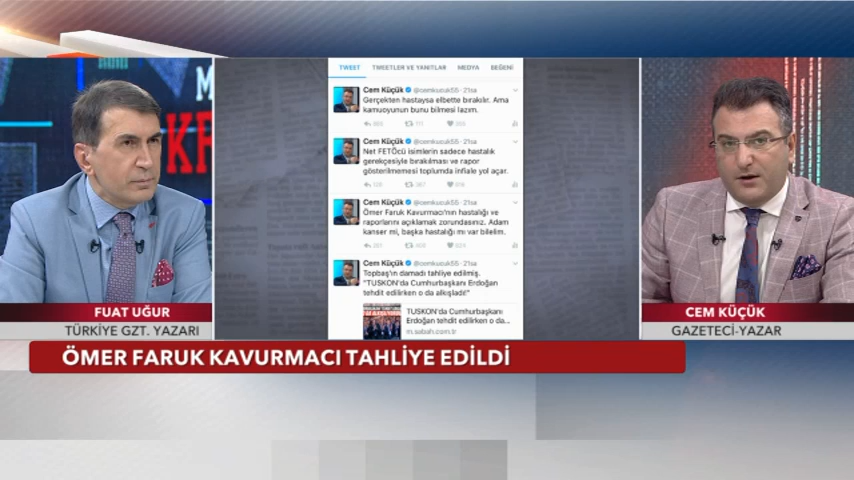 M
KR
TWEET TWEETLER VE YANITLAR MEDYA BEĞENİ
Cem Küçük @cemkucuk55 · 21sa
Gerçekten hastaysa elbette bırakılır. Ama
kamuoyunun bunu bilmesi lazım.
Cem Küçük @cemkucuk55 · 21sa
Net FETÖcü isimlerin sadece hastalık
gerekçesiyle bırakılması ve rapor
gösterilmemesi toplumda infiale yol açar.
Cem Küçük @cemkucuk55 · 21sa
Ömer Faruk Kavurmacı'nın hastalığı ve
raporlarını açıklamak zorundasınız. Adam
kanser mi, başka hastalığı mı var bilelim.
Cem Küçük @cemkucuk55 · 21sa
Topbaş'ın damadı tahliye edilmiş.
"TUSKON'da Cumhurbaşkanı Erdoğan
tehdit edilirken o da alkışladı!"
TUSKON'da Cumhurbaşkanı
Erdoğan tehdit edilirken o da...
m.sabah.com.tr
FUAT UĞUR
TÜRKİYE GZT. YAZARI
CEM KÜÇÜK
GAZETECİ-YAZAR
ÖMER FARUK KAVURMACI TAHLİYE EDİLDİ